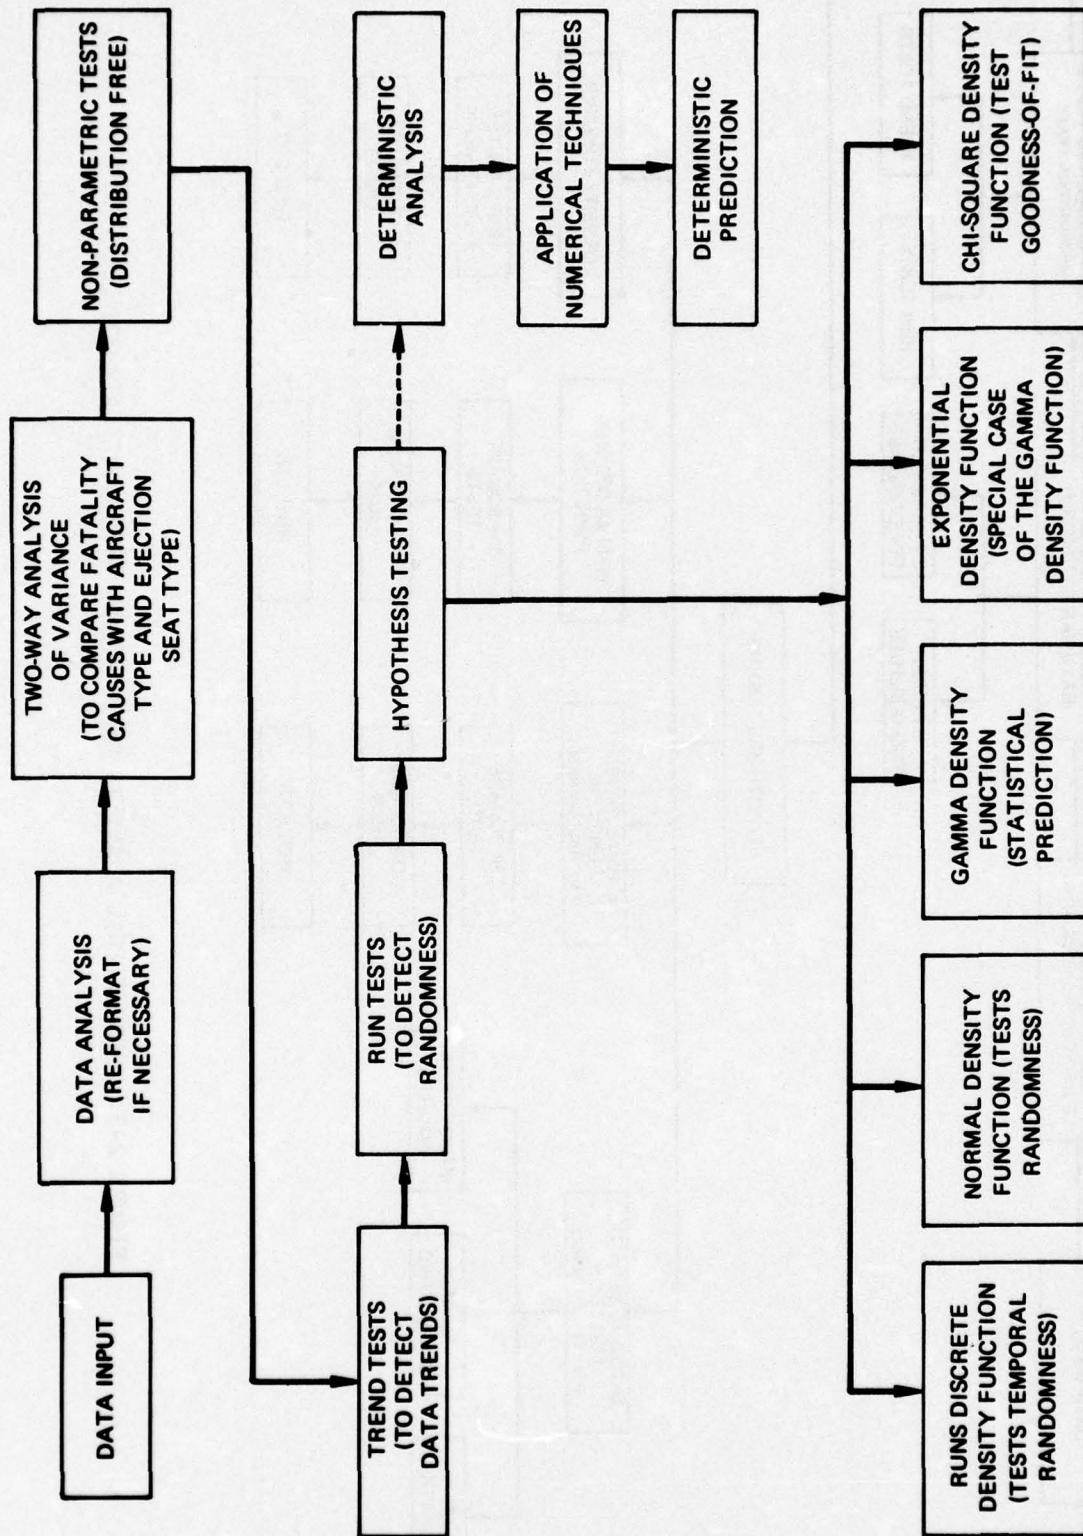 DATA INPUT
DATA ANALYSIS
(RE-FORMAT
IF NECESSARY)
TWO-WAY ANALYSIS
OF VARIANCE
(TO COMPARE FATALITY
CAUSES WITH AIRCRAFT
TYPE AND EJECTION
SEAT TYPE)
NON-PARAMETRIC TESTS
(DISTRIBUTION FREE)
TREND TESTS
(TO DETECT
DATA TRENDS)
RUN TESTS
(TO DETECT
RANDOMNESS)
HYPOTHESIS TESTING
DETERMINISTIC
ANALYSIS
APPLICATION OF
NUMERICAL TECHNIQUES
DETERMINISTIC
PREDICTION
RUNS DISCRETE
DENSITY FUNCTION
(TESTS TEMPORAL
RANDOMNESS)
NORMAL DENSITY
FUNCTION (TESTS
RANDOMNESS)
GAMMA DENSITY
FUNCTION
(STATISTICAL
PREDICTION)
EXPONENTIAL
DENSITY FUNCTION
(SPECIAL CASE
OF THE GAMMA
DENSITY FUNCTION)
CHI-SQUARE DENSITY
FUNCTION (TEST
GOODNESS-OF-FIT)